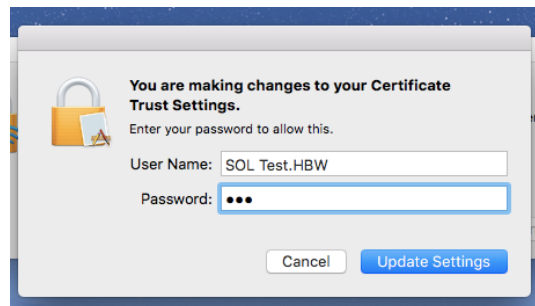 You are making changes to your Certificate
Trust Settings.
Enter your password to allow this.
User Name: SOL Test.HBW
Password: •••
Cancel Update Settings